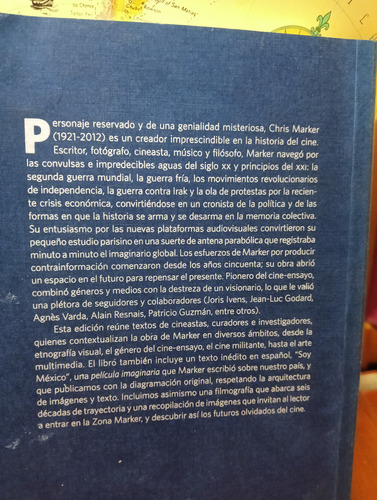 of San Matías
Personaje reservado y de una genialidad misteriosa, Chris Marker
(1921-2012) es un creador imprescindible en la historia del cine.
Escritor, fotógrafo, cineasta, músico y filósofo, Marker navegó por
las convulsas e impredecibles aguas del siglo XX y principios del XXI: la
segunda guerra mundial, la guerra fría, los movimientos revolucionarios
de independencia, la guerra contra Irak y la ola de protestas por la recien-
te crisis económica, convirtiéndose en un cronista de la política y de las
formas en que la historia se arma y se desarma en la memoria colectiva.
Su entusiasmo por las nuevas plataformas audiovisuales convirtieron su
pequeño estudio parisino en una suerte de antena parabólica que registraba
minuto a minuto el imaginario global. Los esfuerzos de Marker por producir
contrainformación comenzaron desde los años cincuenta; su obra abrió
un espacio en el futuro para repensar el presente. Pionero del cine-ensayo,
combinó géneros y medios con la destreza de un visionario, lo que le valió
una plétora de seguidores y colaboradores (Joris Ivens, Jean-Luc Godard,
Agnès Varda, Alain Resnais, Patricio Guzmán, entre otros).
Esta edición reúne textos de cineastas, curadores e investigadores,
quienes contextualizan la obra de Marker en diversos ámbitos, desde la
etnografía visual, el género del cine-ensayo, el cine militante, hasta el arte
multimedia. El libró también incluye un texto inédito en español, "Soy
México", una película imaginaria que Marker escribió sobre nuestro país, y
que publicamos con la diagramación original, respetando la arquitectura
de imágenes y texto. Incluimos asimismo una filmografía que abarca seis
décadas de trayectoria y una recopilación de imágenes que invitan al lector
a entrar en la Zona Marker, y descubrir así los futuros olvidados del cine.